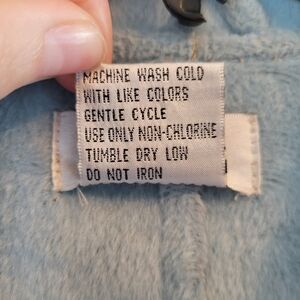 MACHINE WASH COLD
WITH LIKE COLORS
GENTLE CYCLE
USE ONLY NON-CHLORINE
TUMBLE DRY LOW
DO NOT IRON